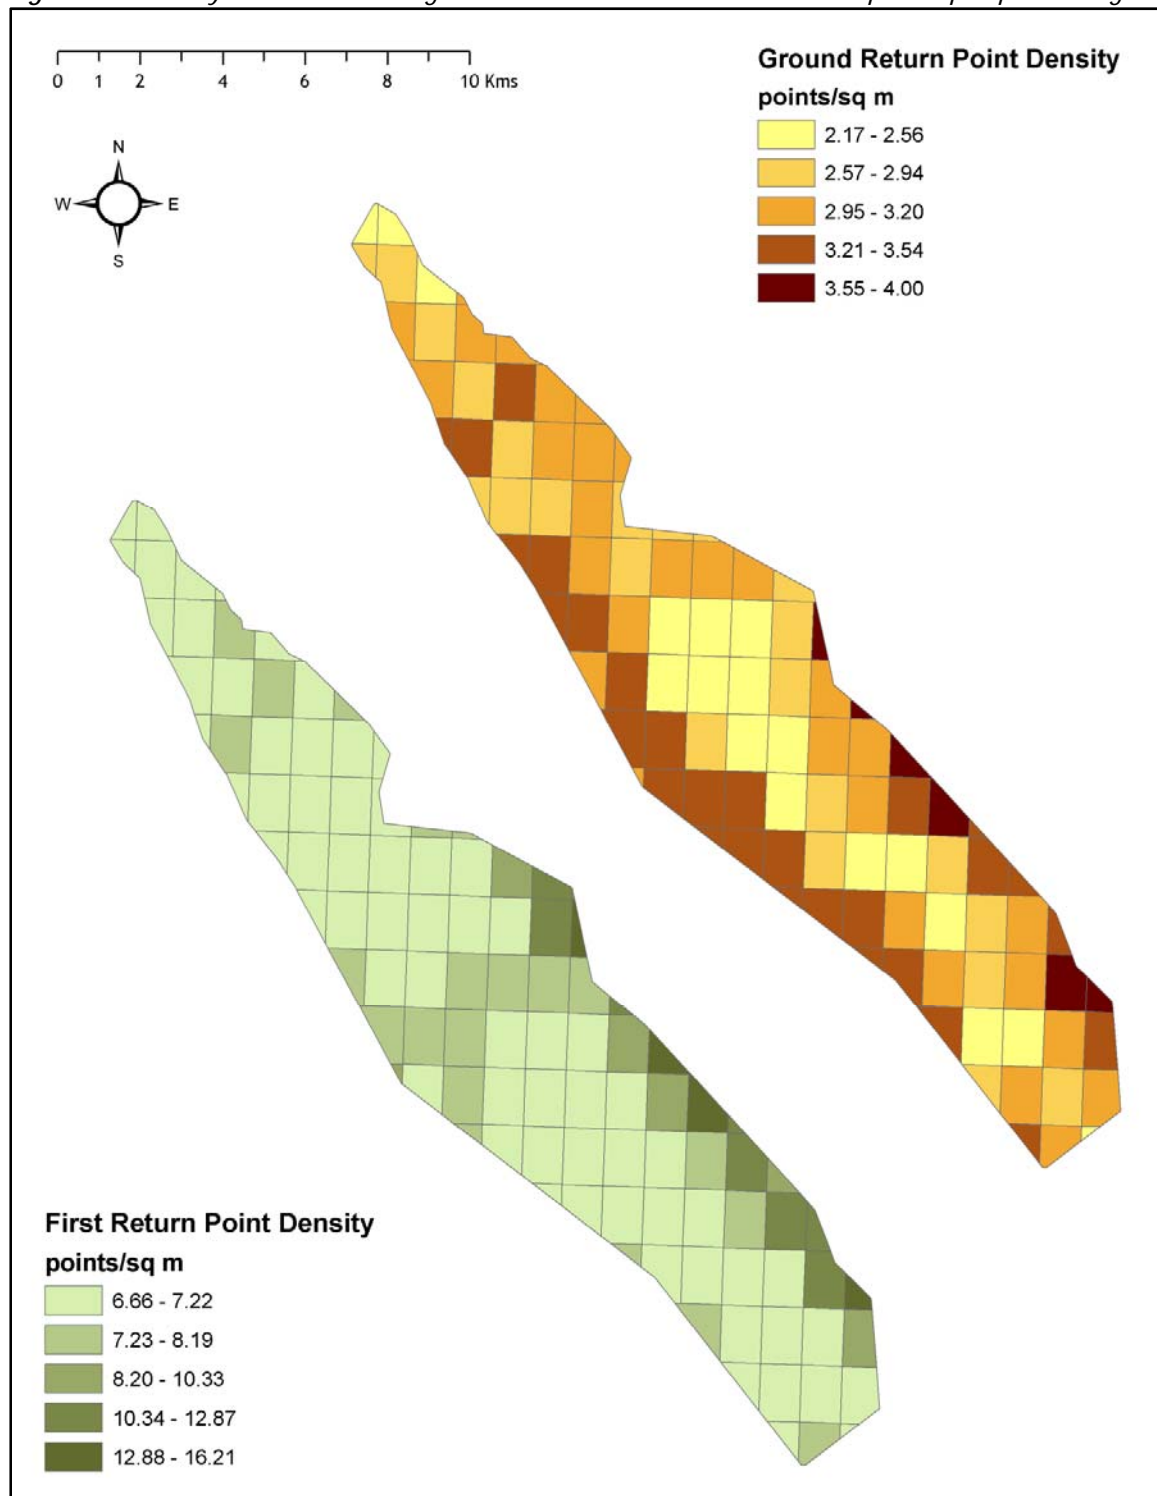 0 1 2 4 6 8 10 Kms
Ground Return Point Density
points/sq m
2.17 - 2.56
2.57 - 2.94
2.95 - 3.20
3.21 - 3.54
3.55 - 4.00
N
W E
S
First Return Point Density
points/sq m
6.66 - 7.22
7.23 - 8.19
8.20 - 10.33
10.34 - 12.87
12.88 - 16.21